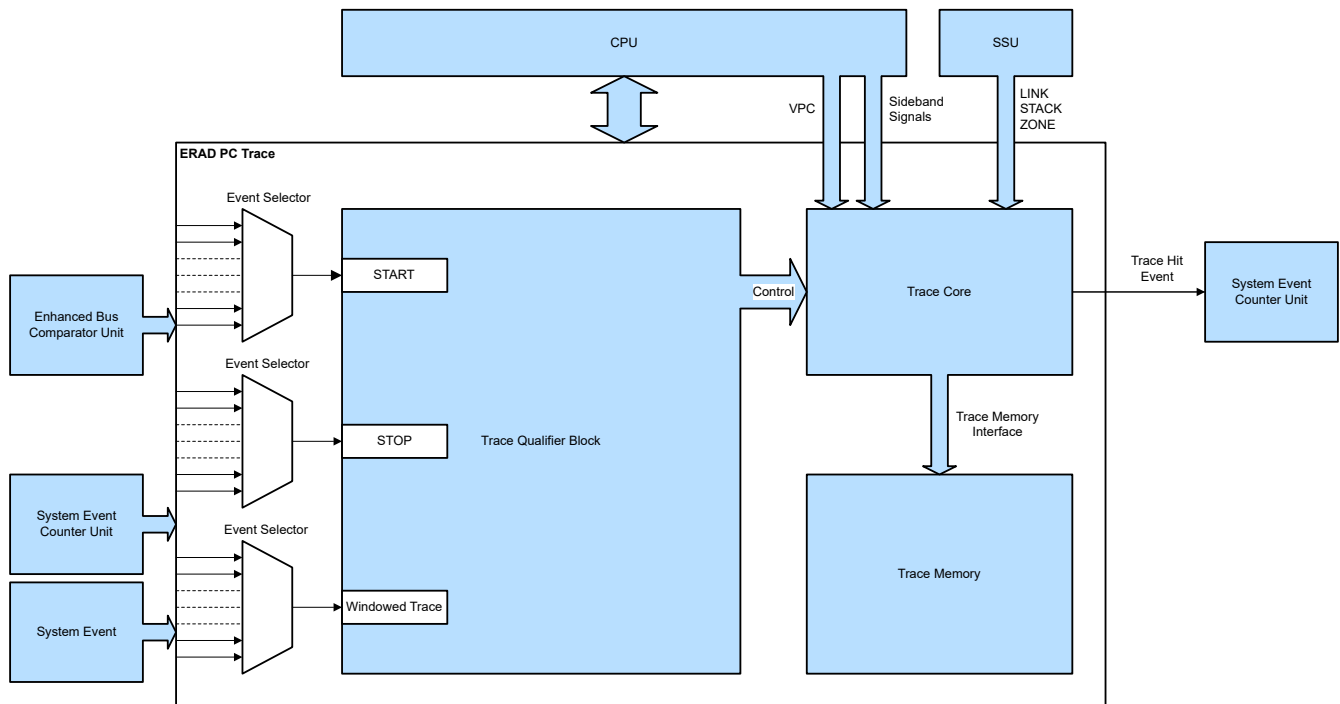 CPU
SSU
VPC
Sideband
Signals
LINK
STACK
ZONE
ERAD PC Trace
Event Selector
START
Enhanced Bus
Comparator Unit
Control
Trace Core
Trace Hit
Event
System Event
Counter Unit
Event Selector
STOP
Trace Qualifier Block
Trace Memory
Interface
System Event
Counter Unit
Event Selector
Trace Memory
Windowed Trace
System Event